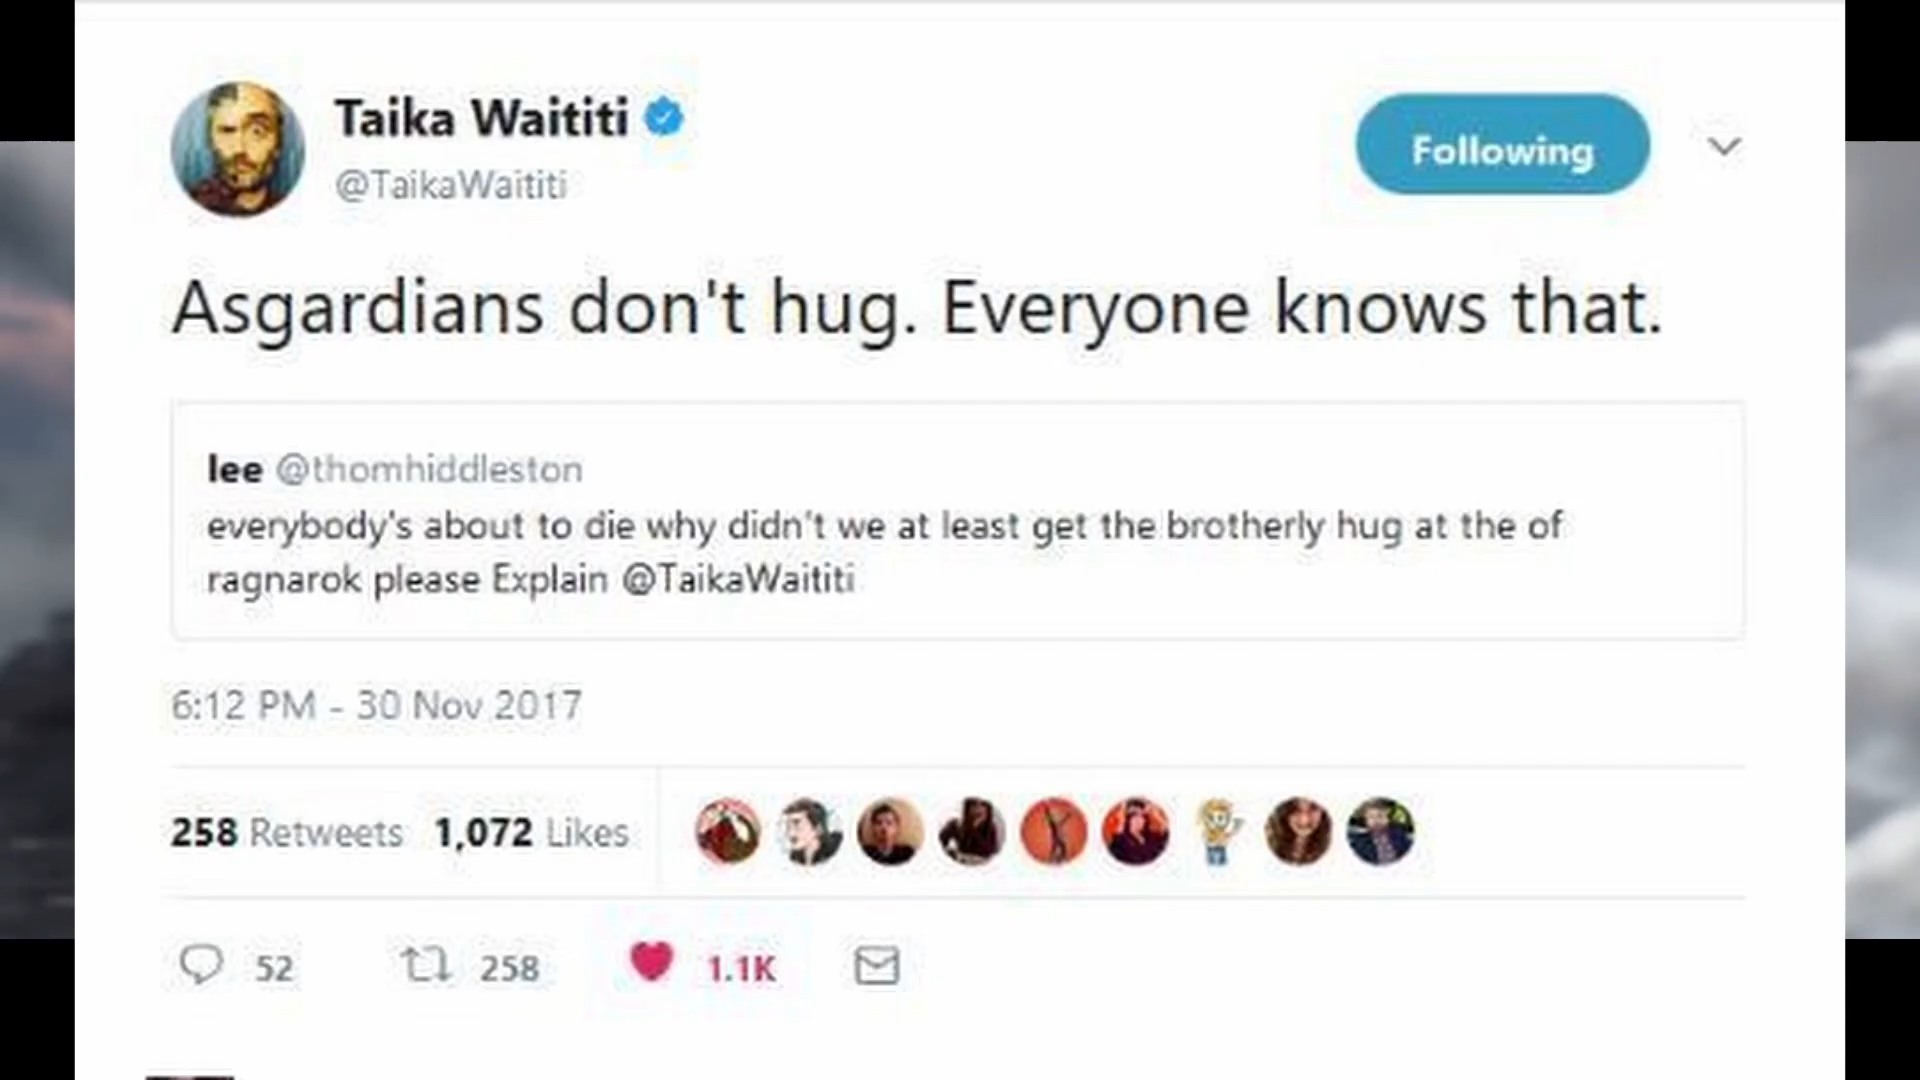 Taika Waititi
@TaikaWaititi
Following
Asgardians don't hug. Everyone knows that.
lee @thomhiddleston
everybody's about to die why didn't we at least get the brotherly hug at the of
ragnarok please Explain @TaikaWaititi
6:12 PM - 30 Nov 2017
258 Retweets 1,072 Likes
52 258 1.1K